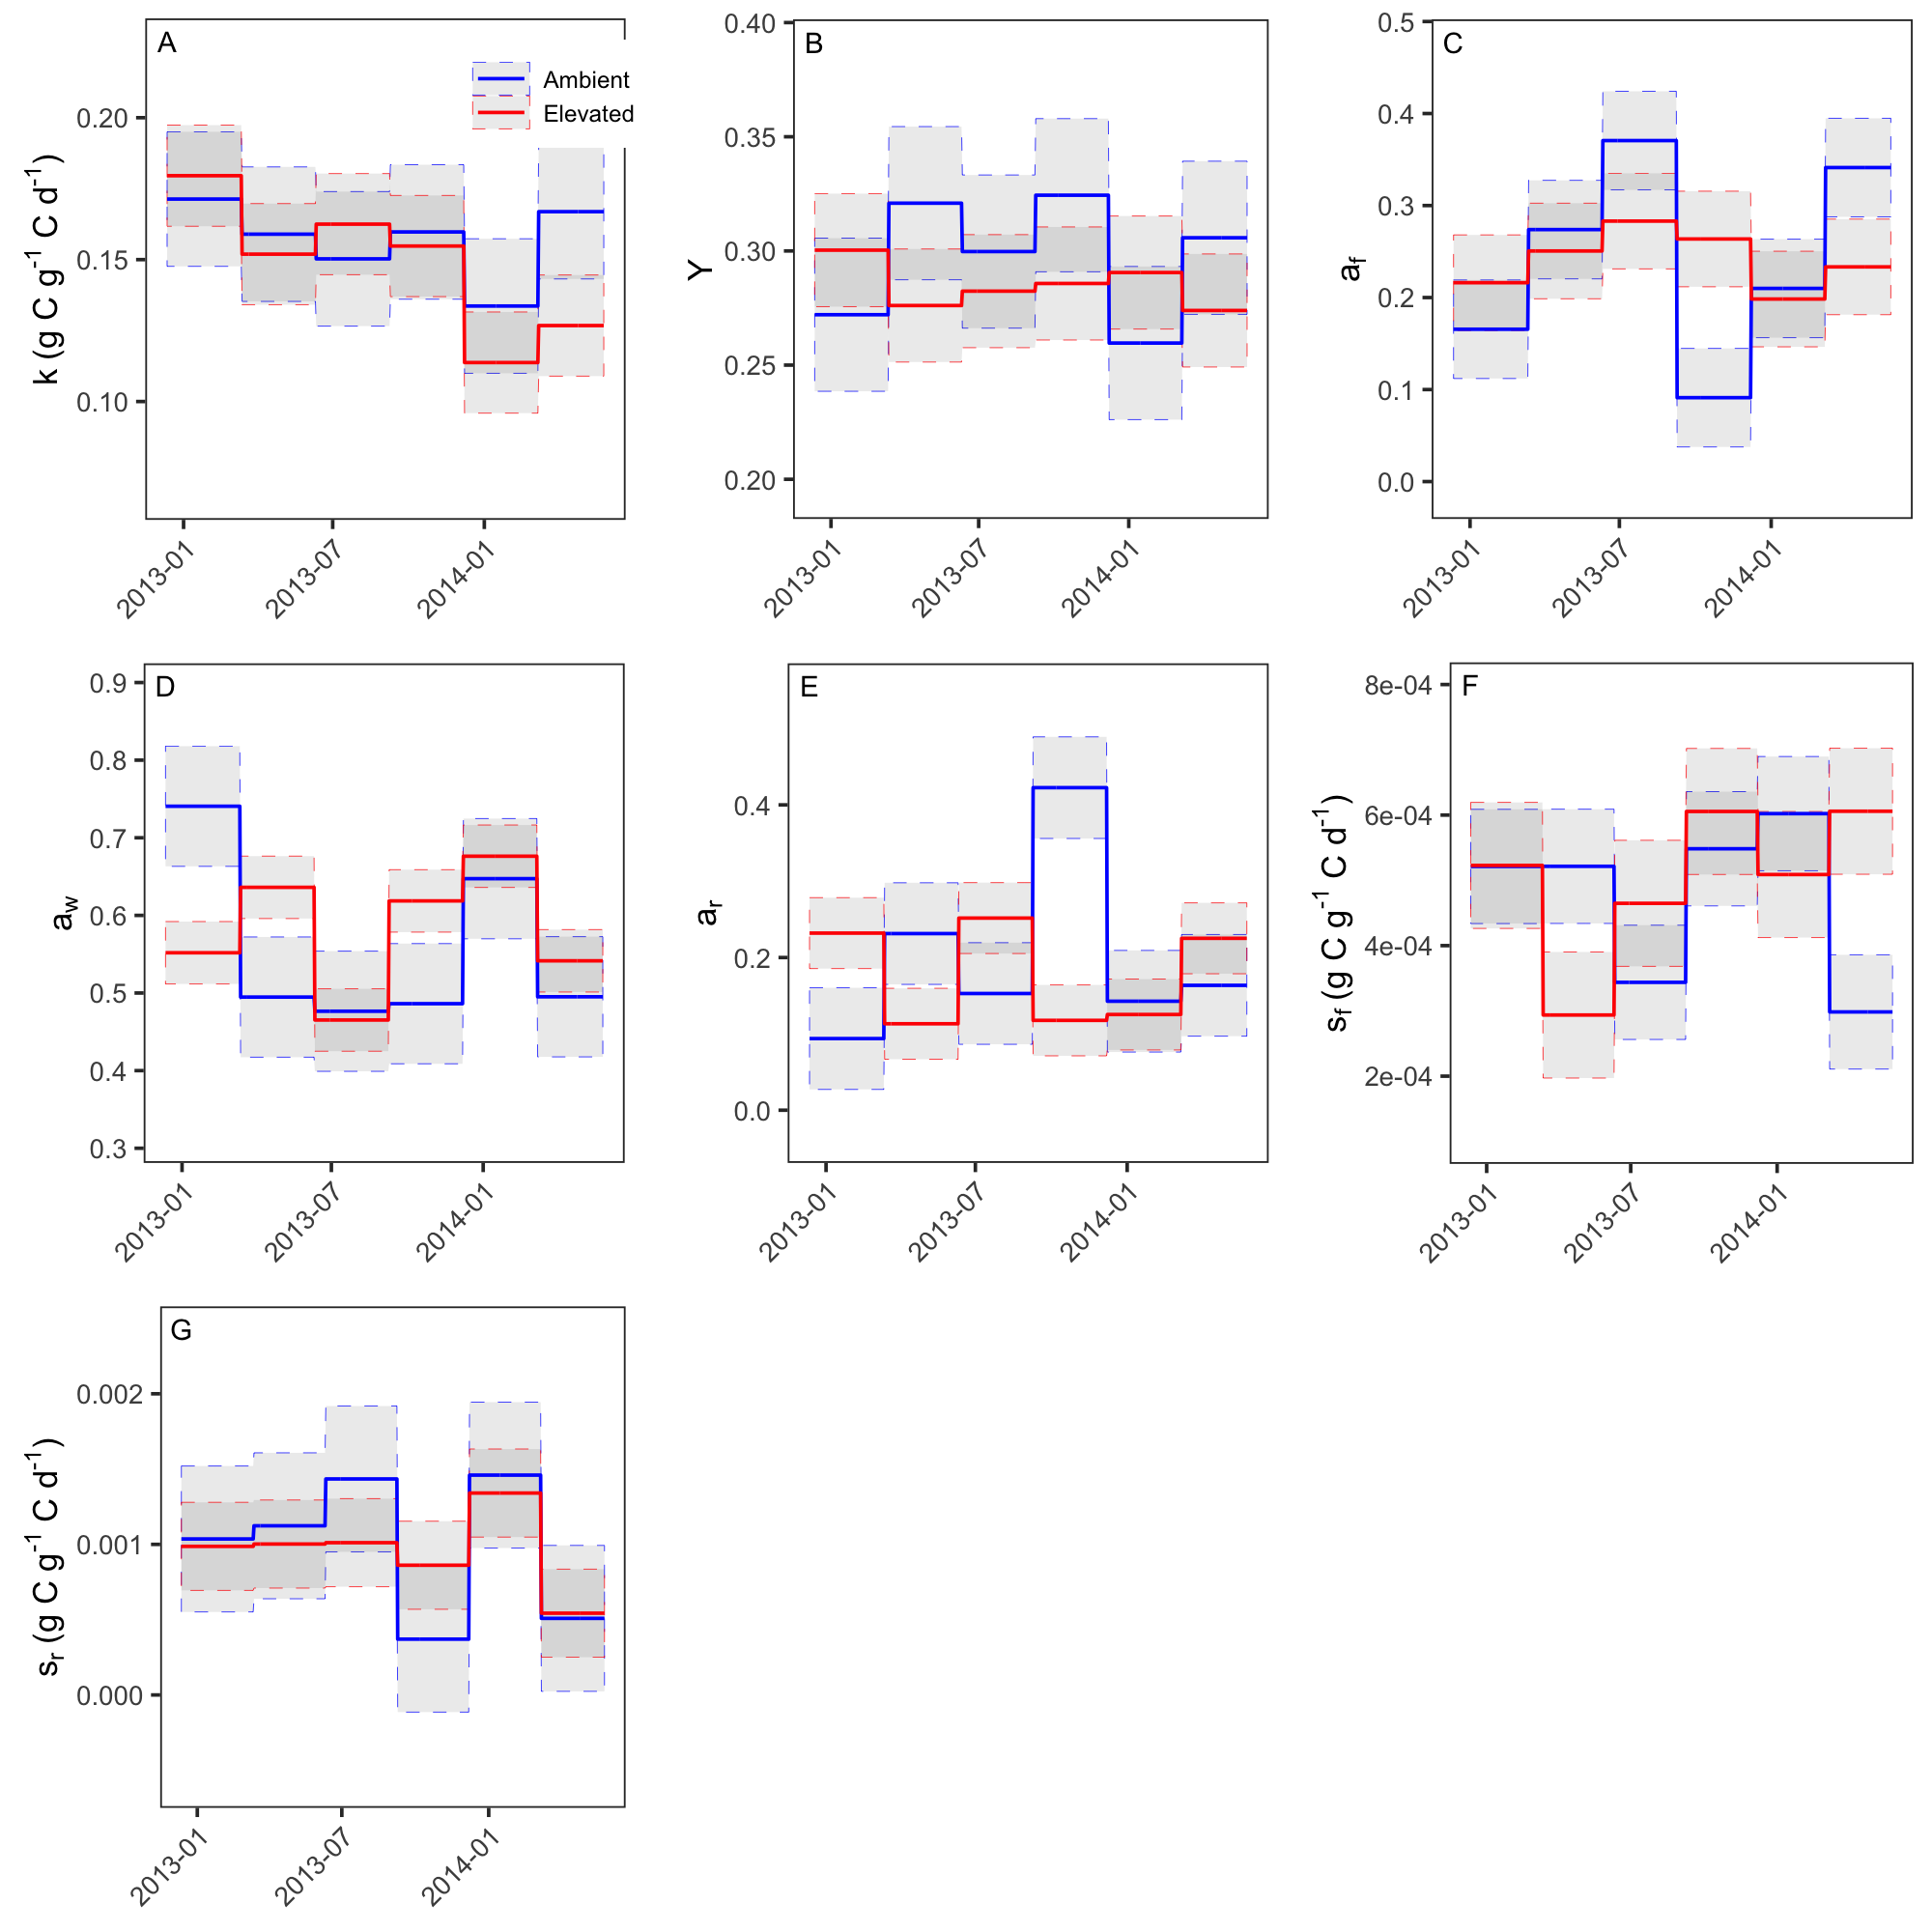 A
Ambient
Elevated
k (g C g⁻¹ C d⁻¹)
0.20
0.15
0.10
2013-01
2013-07
2014-01
B
Y
0.40
0.35
0.30
0.25
0.20
2013-01
2013-07
2014-01
C
af
0.5
0.4
0.3
0.2
0.1
0.0
2013-01
2013-07
2014-01
D
aw
0.9
0.8
0.7
0.6
0.5
0.4
0.3
2013-01
2013-07
2014-01
E
ar
0.4
0.2
0.0
2013-01
2013-07
2014-01
F
sf (g C g⁻¹ C d⁻¹)
8e-04
6e-04
4e-04
2e-04
2013-01
2013-07
2014-01
G
sr (g C g⁻¹ C d⁻¹)
0.002
0.001
0.000
2013-01
2013-07
2014-01